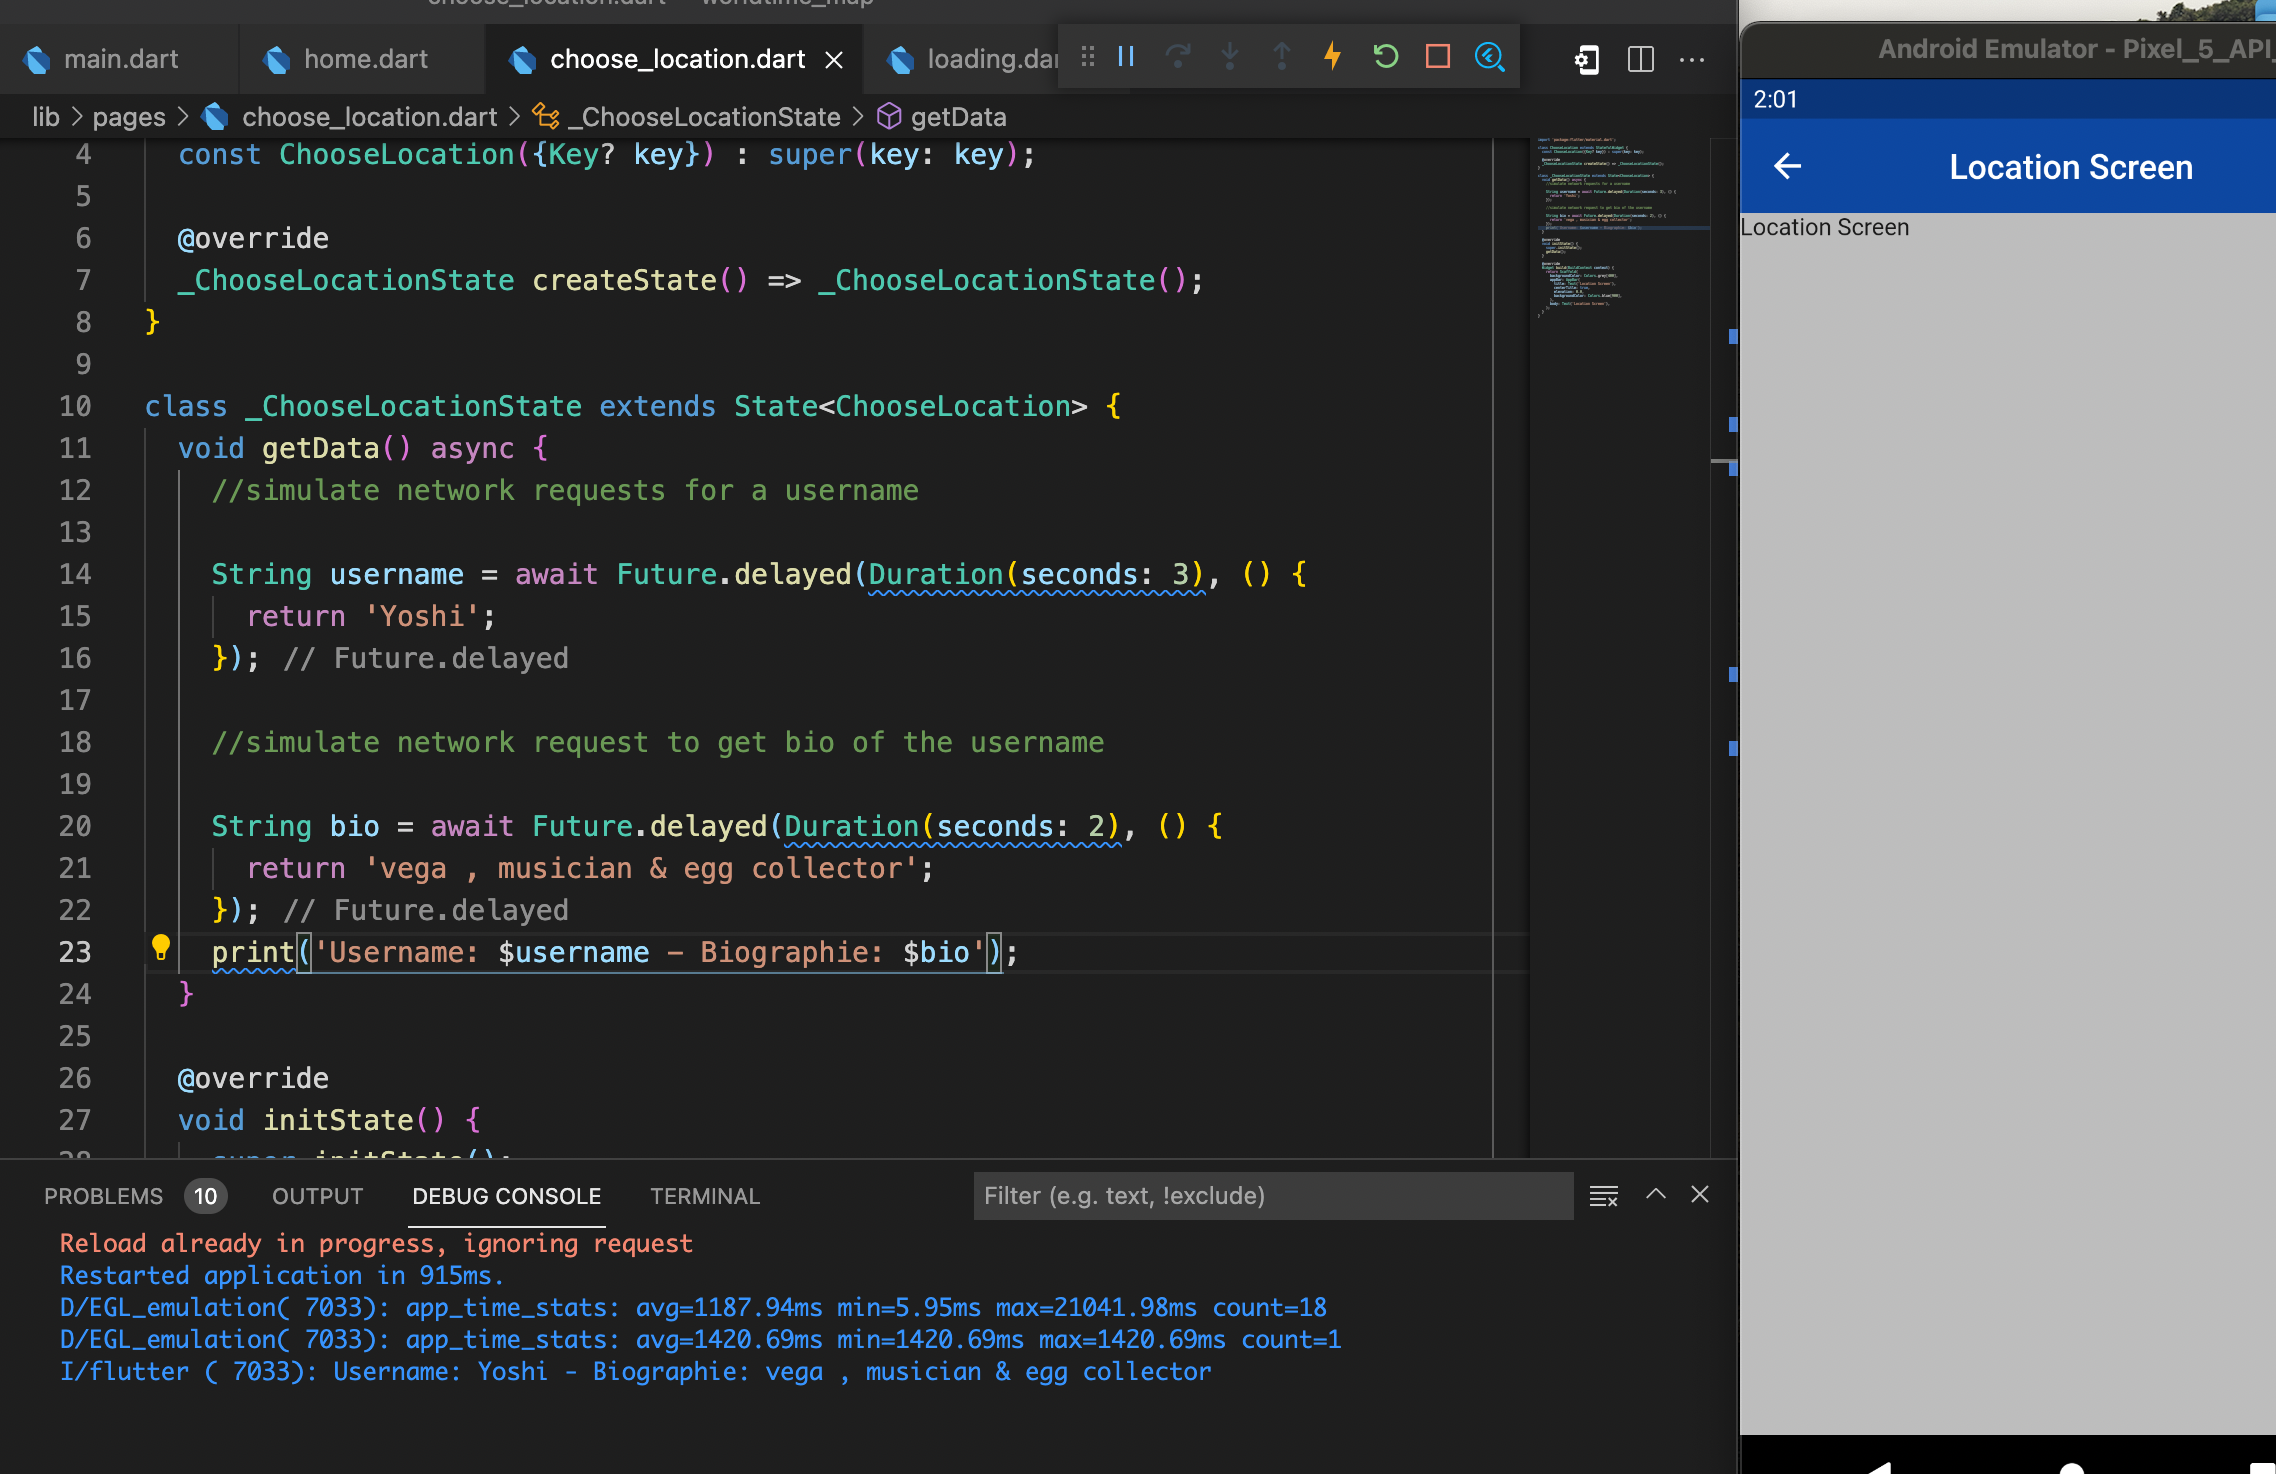 choose_location.dart — worldtime_map
main.dart
home.dart
choose_location.dart
loading.dar
lib > pages > choose_location.dart > _ChooseLocationState > getData
4 const ChooseLocation({Key? key}) : super(key: key);
5
6 @override
7 _ChooseLocationState createState() => _ChooseLocationState();
8 }
9
10 class _ChooseLocationState extends State<ChooseLocation> {
11 void getData() async {
12 //simulate network requests for a username
13
14 String username = await Future.delayed(Duration(seconds: 3), () {
15 return 'Yoshi';
16 }); // Future.delayed
17
18 //simulate network request to get bio of the username
19
20 String bio = await Future.delayed(Duration(seconds: 2), () {
21 return 'vega , musician & egg collector';
22 }); // Future.delayed
23 print('Username: $username - Biographie: $bio');
24 }
25
26 @override
27 void initState() {
28 super.initState();
PROBLEMS 10 OUTPUT DEBUG CONSOLE TERMINAL Filter (e.g. text, !exclude)
Reload already in progress, ignoring request
Restarted application in 915ms.
D/EGL_emulation( 7033): app_time_stats: avg=1187.94ms min=5.95ms max=21041.98ms count=18
D/EGL_emulation( 7033): app_time_stats: avg=1420.69ms min=1420.69ms max=1420.69ms count=1
I/flutter ( 7033): Username: Yoshi - Biographie: vega , musician & egg collector
Android Emulator - Pixel_5_API_
2:01
Location Screen
Location Screen